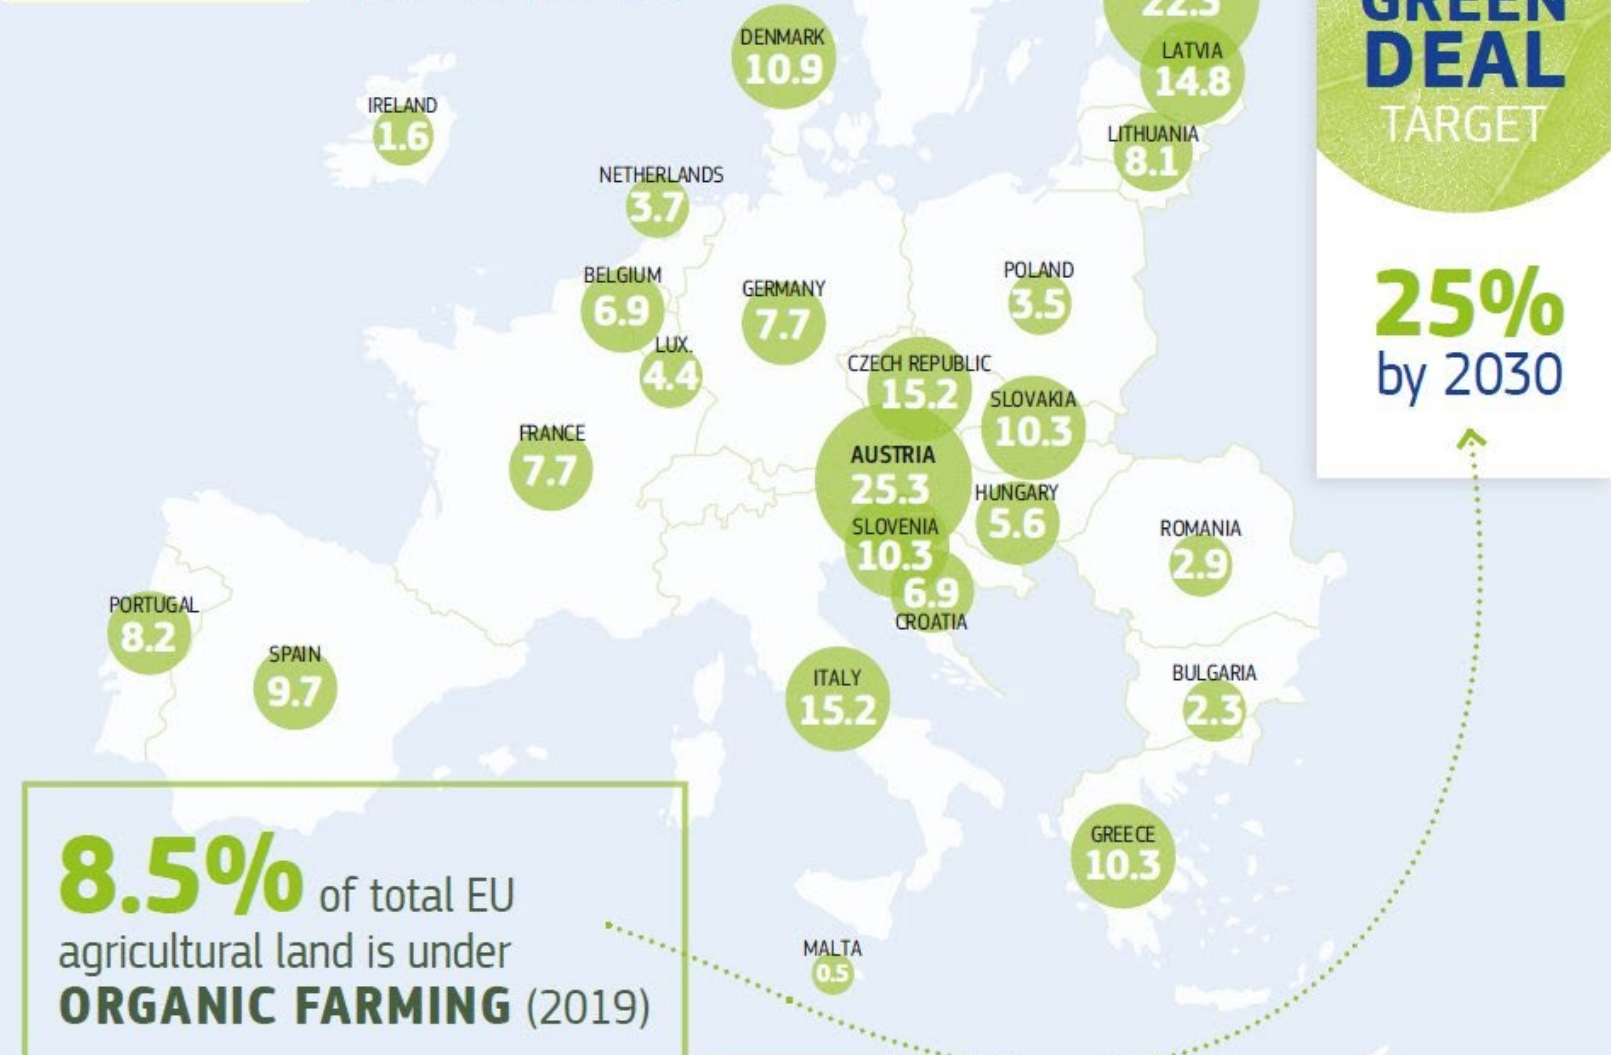 22.3
GREEN
DEAL
TARGET
25%
by 2030
DENMARK
10.9
LATVIA
14.8
IRELAND
1.6
LITHUANIA
8.1
NETHERLANDS
3.7
BELGIUM
6.9
GERMANY
7.7
POLAND
3.5
LUX.
4.4
CZECH REPUBLIC
15.2
SLOVAKIA
10.3
FRANCE
7.7
AUSTRIA
25.3
HUNGARY
5.6
SLOVENIA
10.3
ROMANIA
2.9
6.9
CROATIA
PORTUGAL
8.2
SPAIN
9.7
ITALY
15.2
BULGARIA
2.3
GREECE
10.3
MALTA
0.5
8.5% of total EU
agricultural land is under
ORGANIC FARMING (2019)